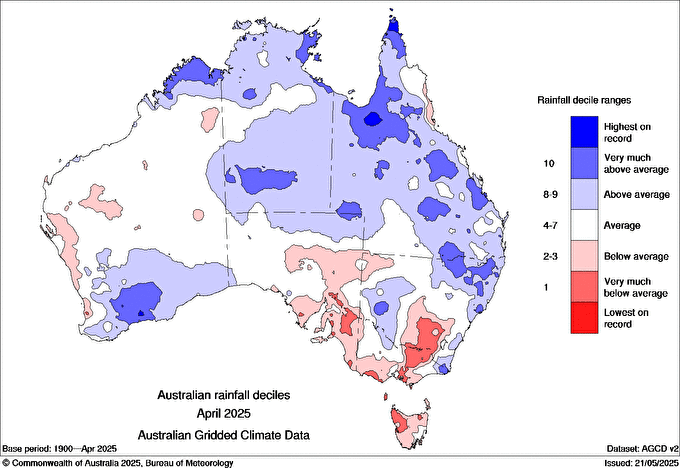 Rainfall decile ranges
Highest on
record
10
Very much
above average
8-9
Above average
4-7
Average
2-3
Below average
1
Very much
below average
Lowest on
record
Australian rainfall deciles
April 2025
Australian Gridded Climate Data
Base period: 1900—Apr 2025
Dataset: AGCD v2
© Commonwealth of Australia 2025, Bureau of Meteorology
Issued: 21/05/2025